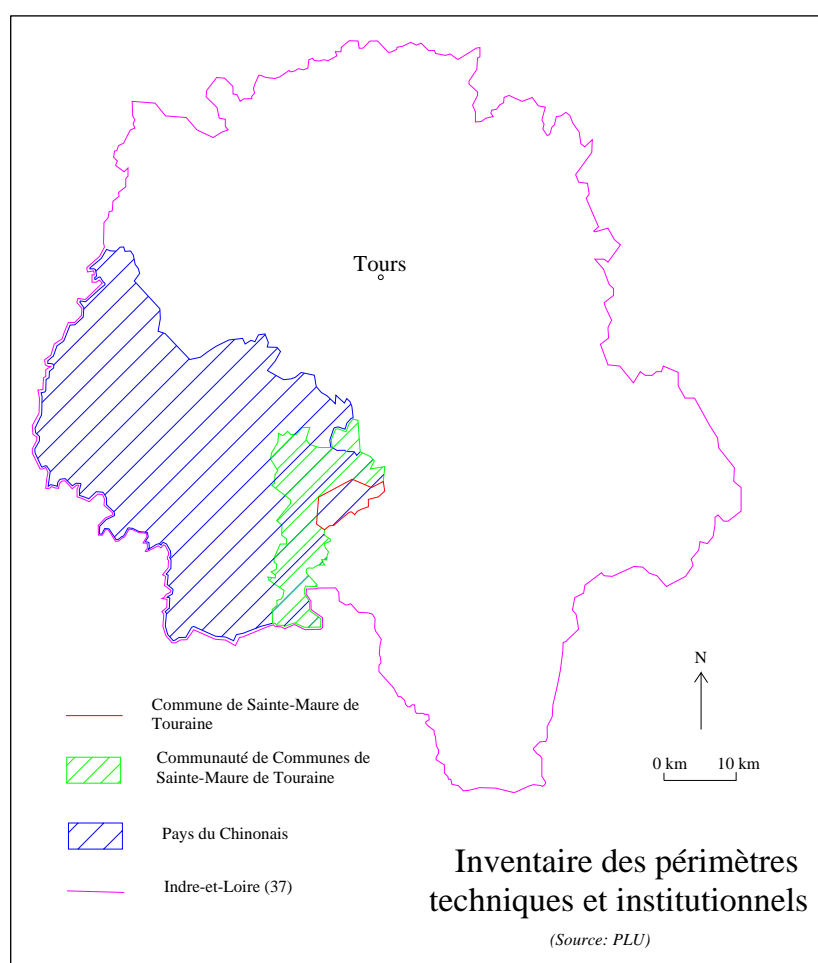 Tours
N
0 km 10 km
Commune de Sainte-Maure de
Touraine
Communauté de Communes de
Sainte-Maure de Touraine
Pays du Chinonais
Indre-et-Loire (37)
Inventaire des périmètres
techniques et institutionnels
(Source: PLU)